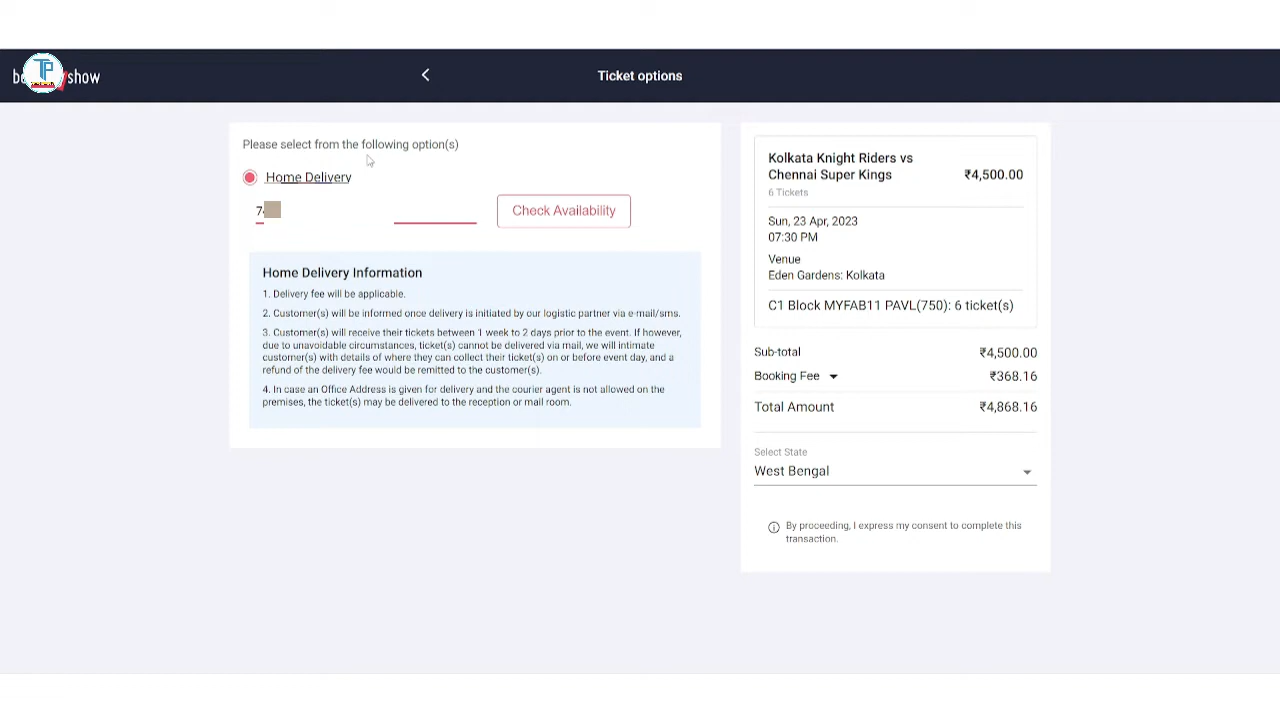 show
Ticket options
Please select from the following option(s)
Home Delivery
Check Availability
Home Delivery Information
1. Delivery fee will be applicable.
2. Customer(s) will be informed once delivery is initiated by our logistic partner via e-mail/sms.
3. Customer(s) will receive their tickets between 1 week to 2 days prior to the event. If however,
due to unavoidable circumstances, ticket(s) cannot be delivered via mail, we will intimate
customer(s) with details of where they can collect their ticket(s) on or before event day, and a
refund of the delivery fee would be remitted to the customer(s).
4. In case an Office Address is given for delivery and the courier agent is not allowed on the
premises, the ticket(s) may be delivered to the reception or mail room.
Kolkata Knight Riders vs
Chennai Super Kings ₹4,500.00
6 Tickets
Sun, 23 Apr, 2023
07:30 PM
Venue
Eden Gardens: Kolkata
C1 Block MYFAB11 PAVL(750): 6 ticket(s)
Sub-total ₹4,500.00
Booking Fee ₹368.16
Total Amount ₹4,868.16
Select State
West Bengal
By proceeding, I express my consent to complete this
transaction.